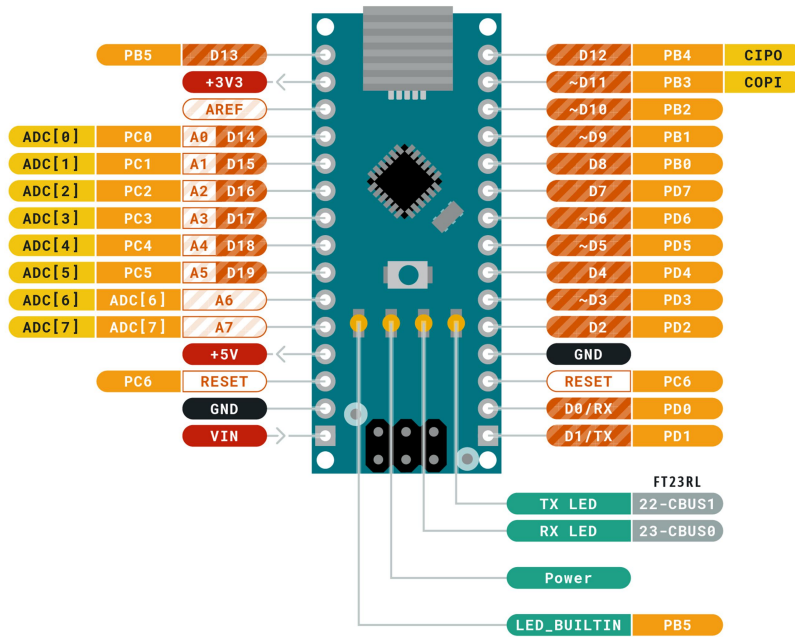 PB5 D13 D12 PB4 CIPO
+3V3 ~D11 PB3 COPI
AREF ~D10 PB2
ADC[0] PC0 A0 D14 ~D9 PB1
ADC[1] PC1 A1 D15 D8 PB0
ADC[2] PC2 A2 D16 D7 PD7
ADC[3] PC3 A3 D17 ~D6 PD6
ADC[4] PC4 A4 D18 ~D5 PD5
ADC[5] PC5 A5 D19 D4 PD4
ADC[6] ADC[6] A6 ~D3 PD3
ADC[7] ADC[7] A7 D2 PD2
+5V GND
PC6 RESET RESET PC6
GND D0/RX PD0
VIN D1/TX PD1
FT23RL
TX LED 22-CBUS1
RX LED 23-CBUS0
Power
LED_BUILTIN PB5